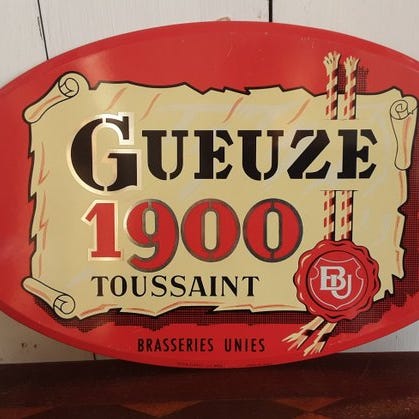 GUEUZE
1900
TOUSSAINT
BU
BRASSERIES UNIES